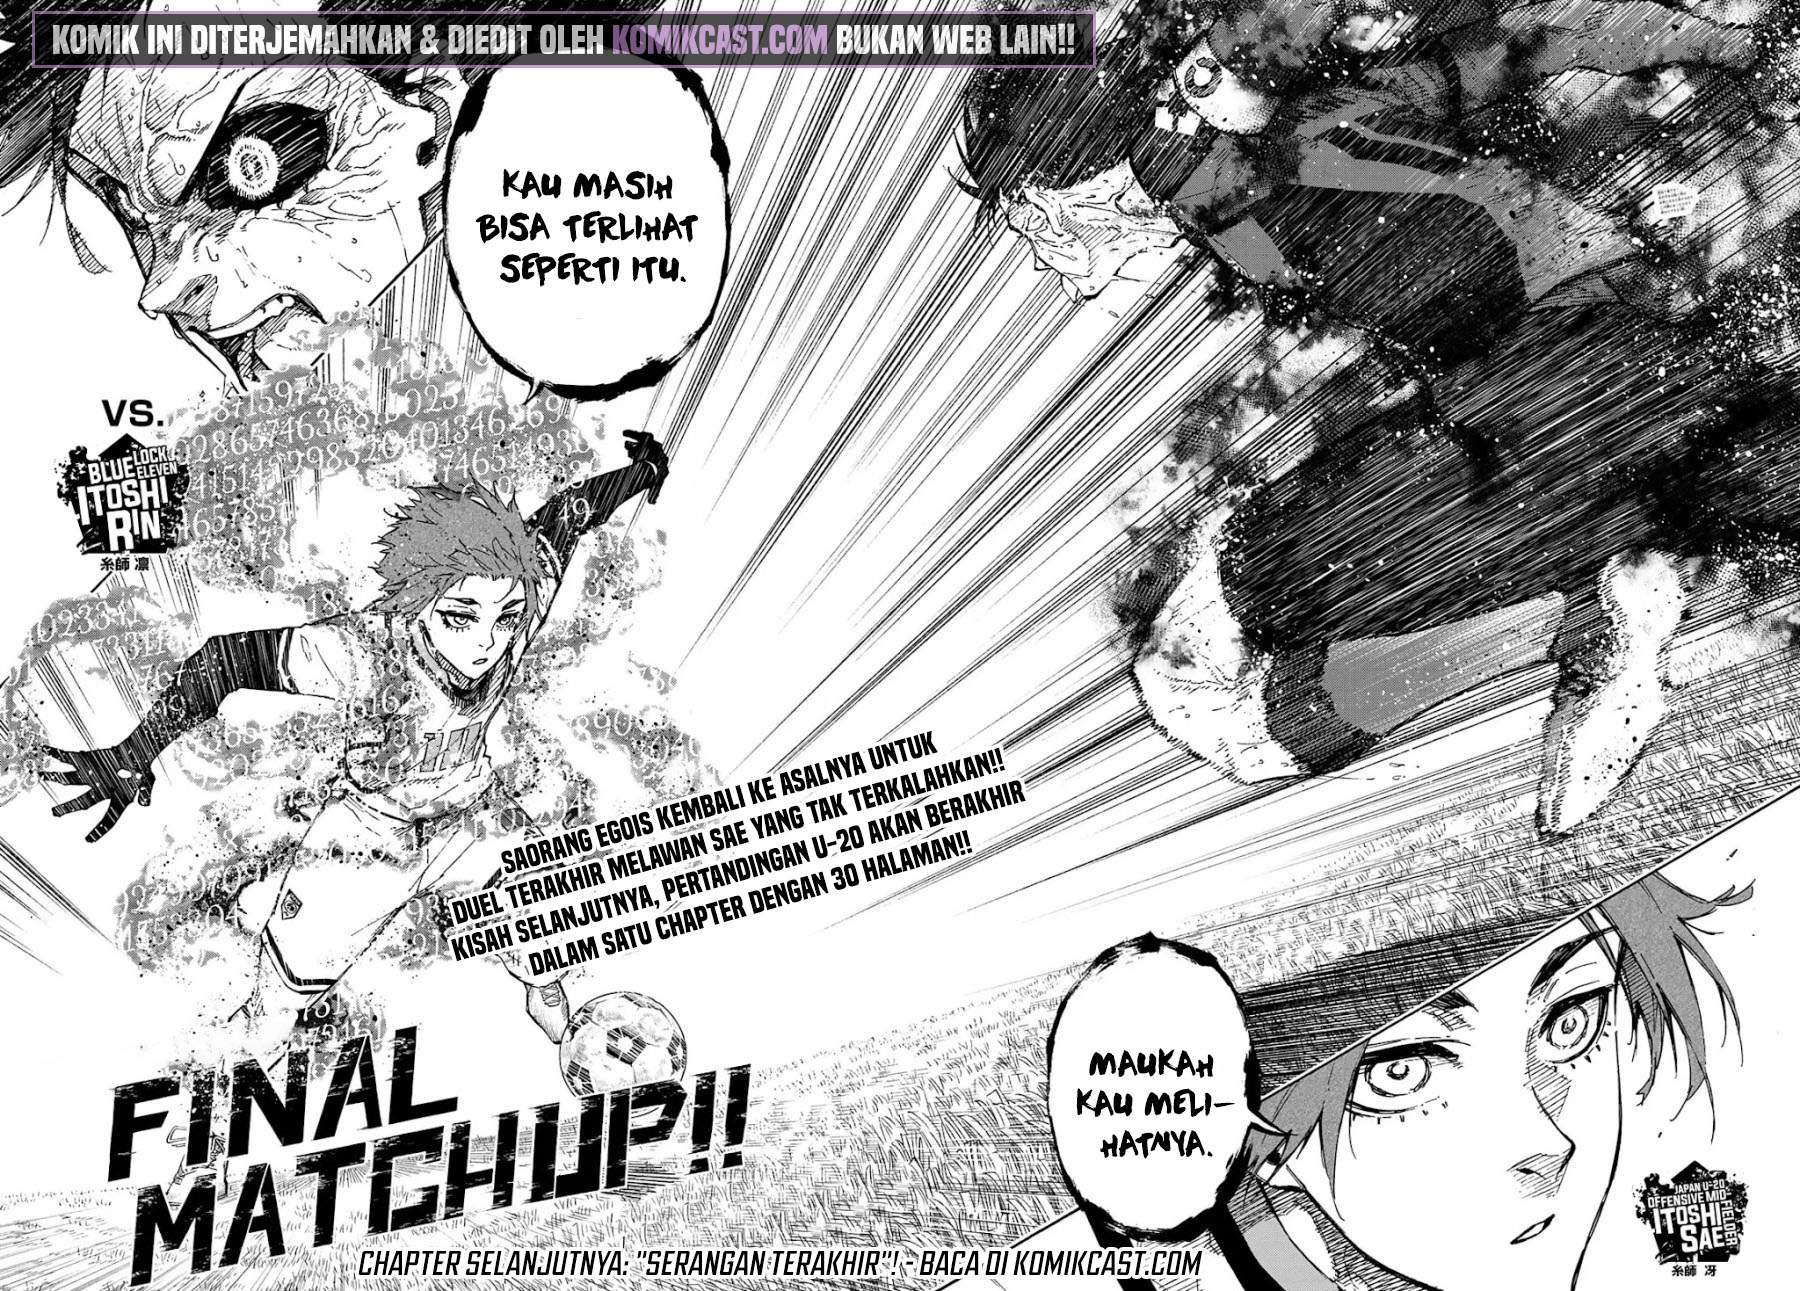 KOMIK INI DITERJEMAHKAN & DIEDIT OLEH KOMIKCAST.COM BUKAN WEB LAIN!!
KAU MASIH
BISA TERLIHAT
SEPERTI ITU.
VS.
BLUE LOCK
ELEVEN
ITOSHI
RIN
糸師 凛
SAORANG EGOIS KEMBALI KE ASALNYA UNTUK
DUEL TERAKHIR MELAWAN SAE YANG TAK TERKALAHKAN!!
KISAH SELANJUTNYA, PERTANDINGAN U-20 AKAN BERAKHIR
DALAM SATU CHAPTER DENGAN 30 HALAMAN!!
MAUKAH
KAU MELI-
HATNYA.
JAPAN U-20
OFFENSIVE MID-
FIELDER
ITOSHI
SAE
糸師 冴
FINAL
MATCHUP!!
CHAPTER SELANJUTNYA: "SERANGAN TERAKHIR"! - BACA DI KOMIKCAST.COM